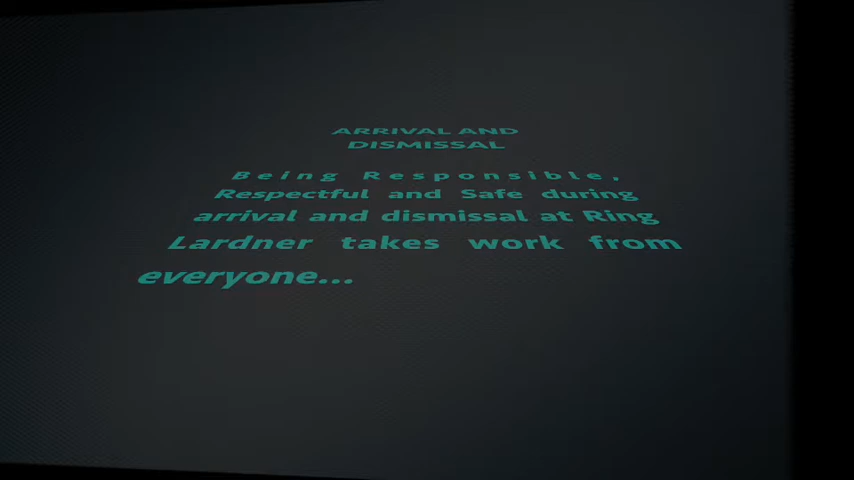 ARRIVAL AND
DISMISSAL
Being Responsible,
Respectful and Safe during
arrival and dismissal at Ring
Lardner takes work from
everyone...